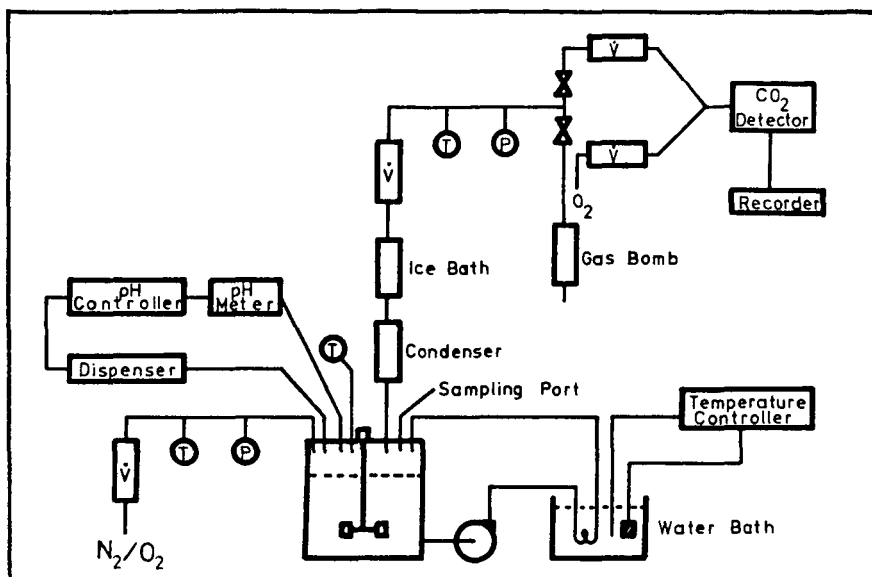 V̇
CO2
Detector
T
P
V̇
V̇
O2
Recorder
Ice Bath
Gas Bomb
pH
Controller
pH
Meter
T
Condenser
Dispenser
Sampling Port
Temperature
Controller
T
P
V̇
Water Bath
N2/O2